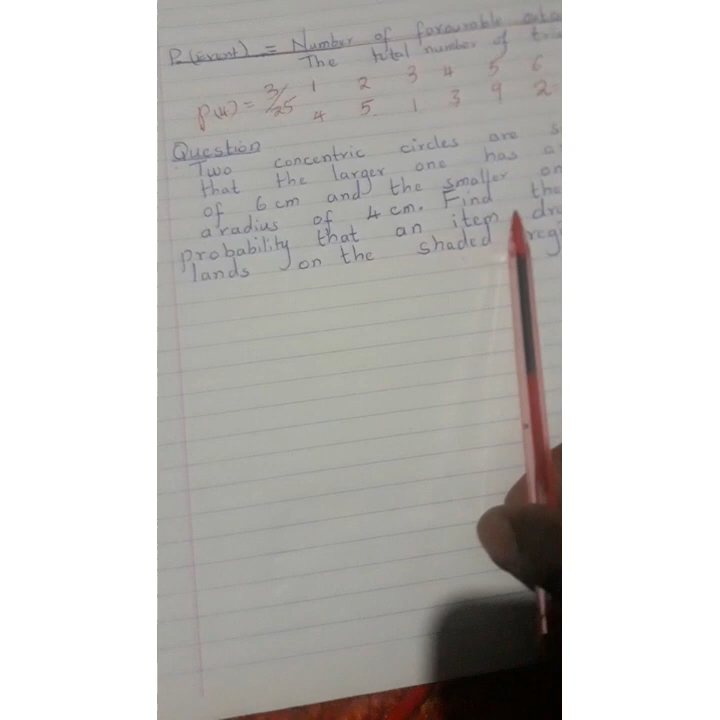 P(Event) = Number of favourable
The total number of
P(4) = 3/25
1 2 3 4 5 6
4 5 1 3 9 2
Question
Two concentric circles are
that the larger one has
of 6 cm and the smaller
a radius of 4 cm. Find the
probability that an item
lands on the shaded